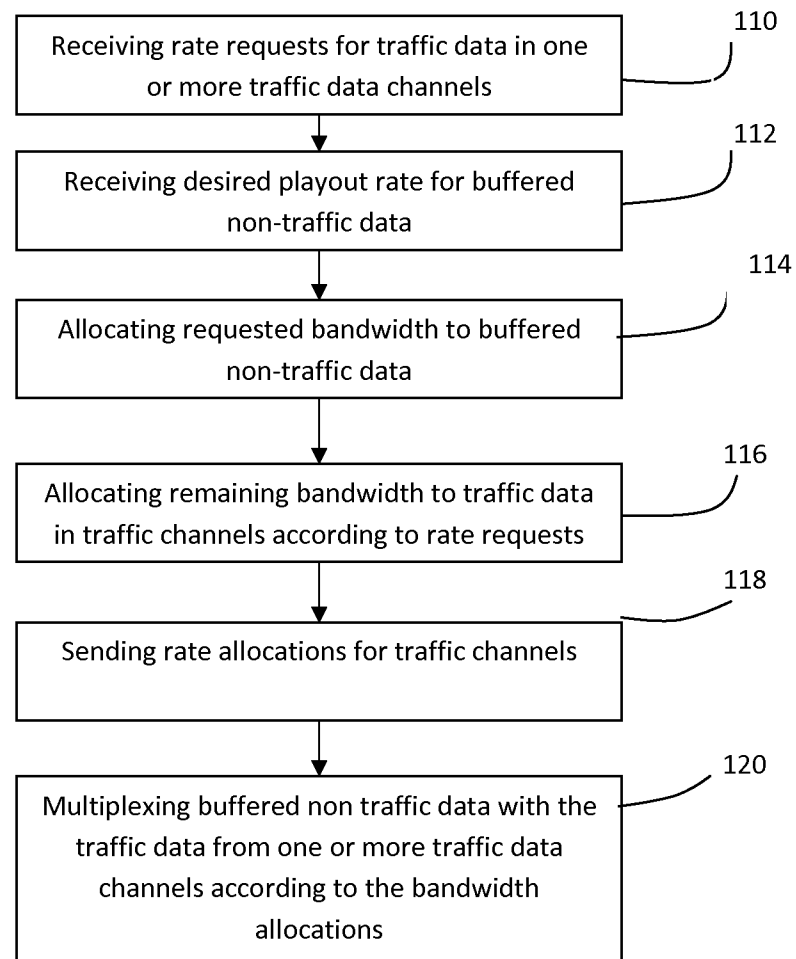 110
Receiving rate requests for traffic data in one
or more traffic data channels
112
Receiving desired playout rate for buffered
non-traffic data
114
Allocating requested bandwidth to buffered
non-traffic data
116
Allocating remaining bandwidth to traffic data
in traffic channels according to rate requests
118
Sending rate allocations for traffic channels
120
Multiplexing buffered non traffic data with the
traffic data from one or more traffic data
channels according to the bandwidth
allocations